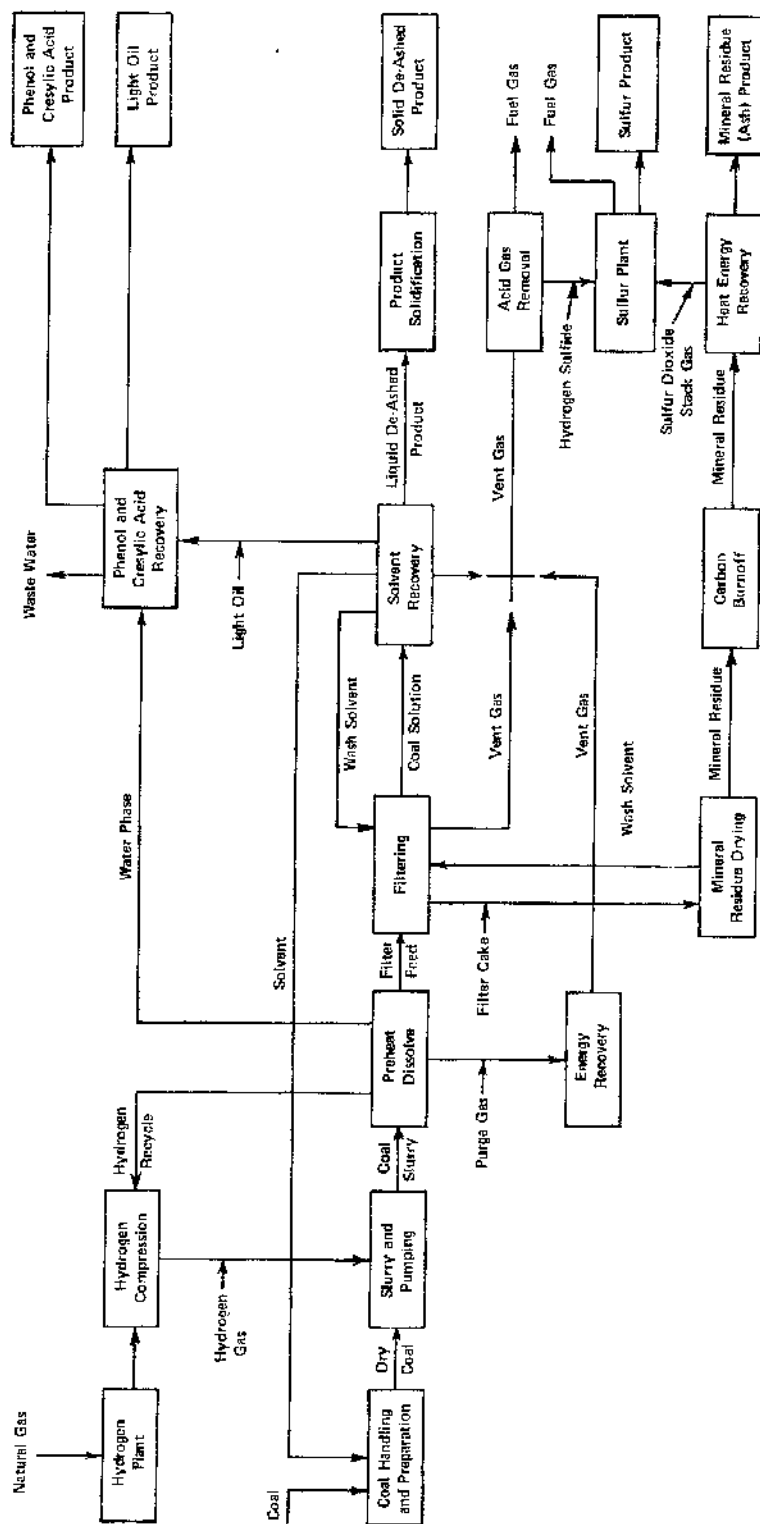 Natural Gas
Hydrogen
Plant
Hydrogen
Compression
Hydrogen
Recycle
Hydrogen
Gas
Water Phase
Waste Water
Phenol and
Cresylic Acid
Recovery
Phenol and
Cresylic Acid
Product
Light Oil
Product
Light Oil
Solvent
Wash Solvent
Coal
Coal Handling
and Preparation
Dry
Coal
Slurry and
Pumping
Coal
Slurry
Preheat
Dissolve
Filter
Feed
Filtering
Coal Solution
Solvent
Recovery
Liquid De-Ashed
Product
Product
Solidification
Solid De-Ashed
Product
Purge Gas
Filter Cake
Vent Gas
Vent Gas
Acid Gas
Removal
Fuel Gas
Fuel Gas
Hydrogen Sulfide
Energy
Recovery
Vent Gas
Wash Solvent
Sulfur Plant
Sulfur Product
Sulfur Dioxide
Stack Gas
Mineral
Residue Drying
Mineral Residue
Carbon
Burnoff
Mineral Residue
Heat Energy
Recovery
Mineral Residue
(Ash) Product